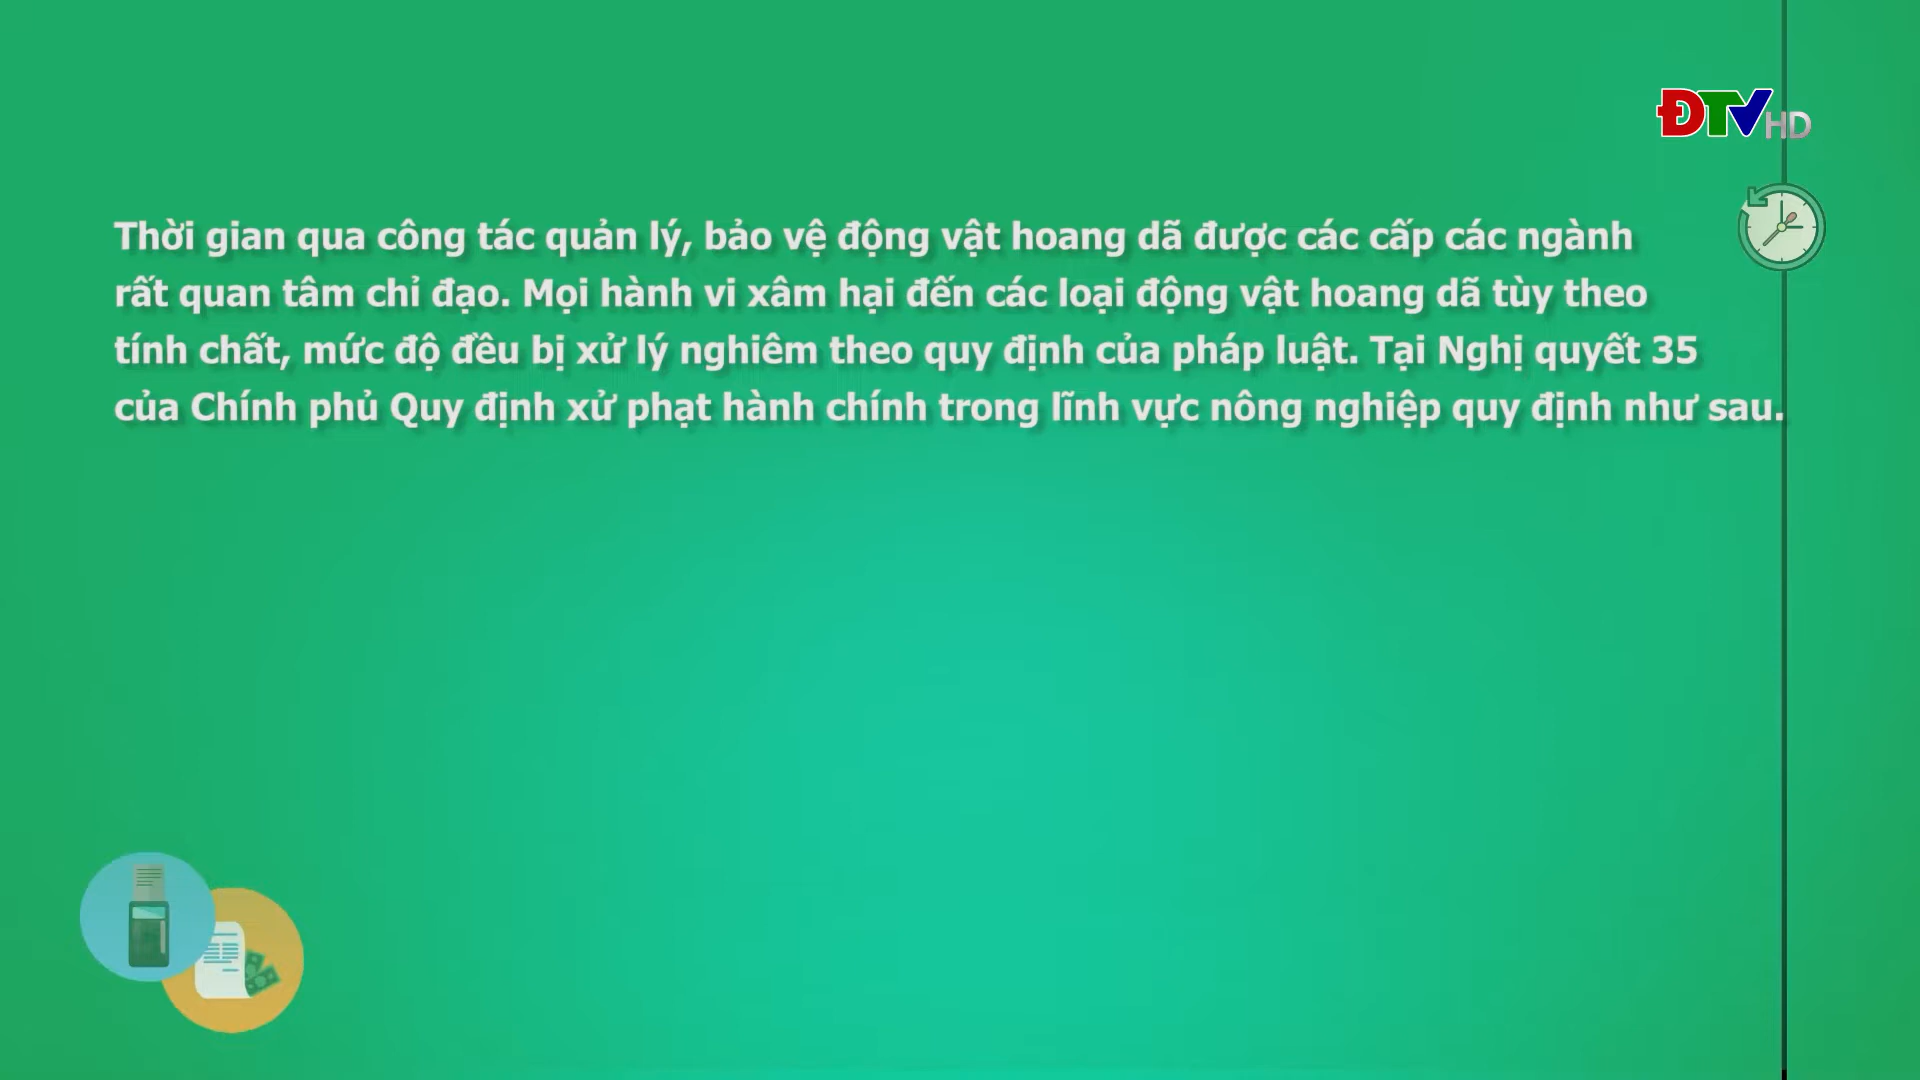 ĐTV HD
Thời gian qua công tác quản lý, bảo vệ động vật hoang dã được các cấp các ngành
rất quan tâm chỉ đạo. Mọi hành vi xâm hại đến các loại động vật hoang dã tùy theo
tính chất, mức độ đều bị xử lý nghiêm theo quy định của pháp luật. Tại Nghị quyết 35
của Chính phủ Quy định xử phạt hành chính trong lĩnh vực nông nghiệp quy định như sau.